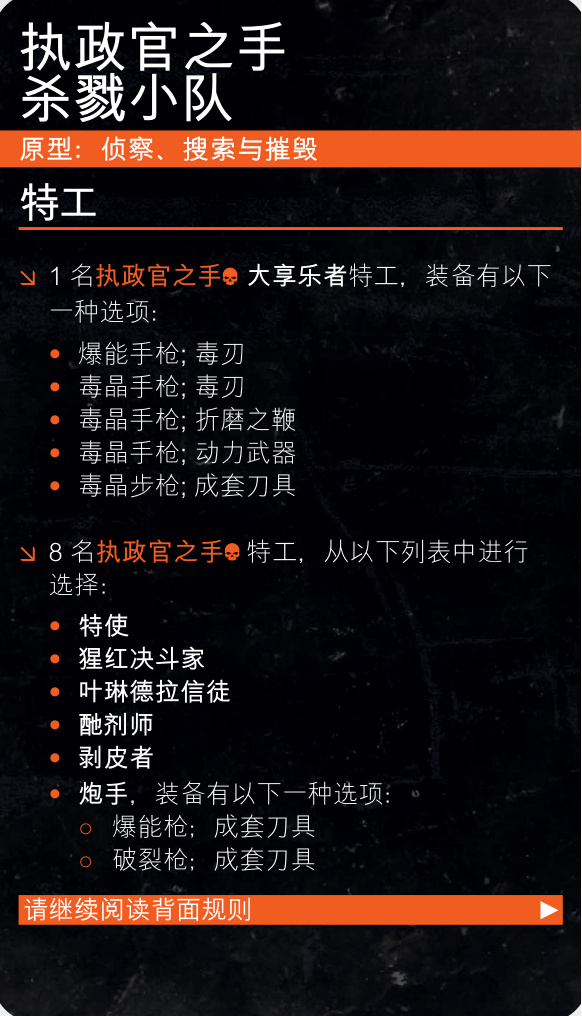 执政官之手
杀戮小队
原型：侦察、搜索与摧毁
特工
↘ 1 名执政官之手💀 大享乐者特工，装备有以下
一种选项:
• 爆能手枪; 毒刃
• 毒晶手枪; 毒刃
• 毒晶手枪; 折磨之鞭
• 毒晶手枪; 动力武器
• 毒晶步枪; 成套刀具
↘ 8 名执政官之手💀 特工，从以下列表中进行
选择:
• 特使
• 猩红决斗家
• 叶琳德拉信徒
• 酏剂师
• 剥皮者
• 炮手，装备有以下一种选项:
○ 爆能枪；成套刀具
○ 破裂枪；成套刀具
请继续阅读背面规则 ▶